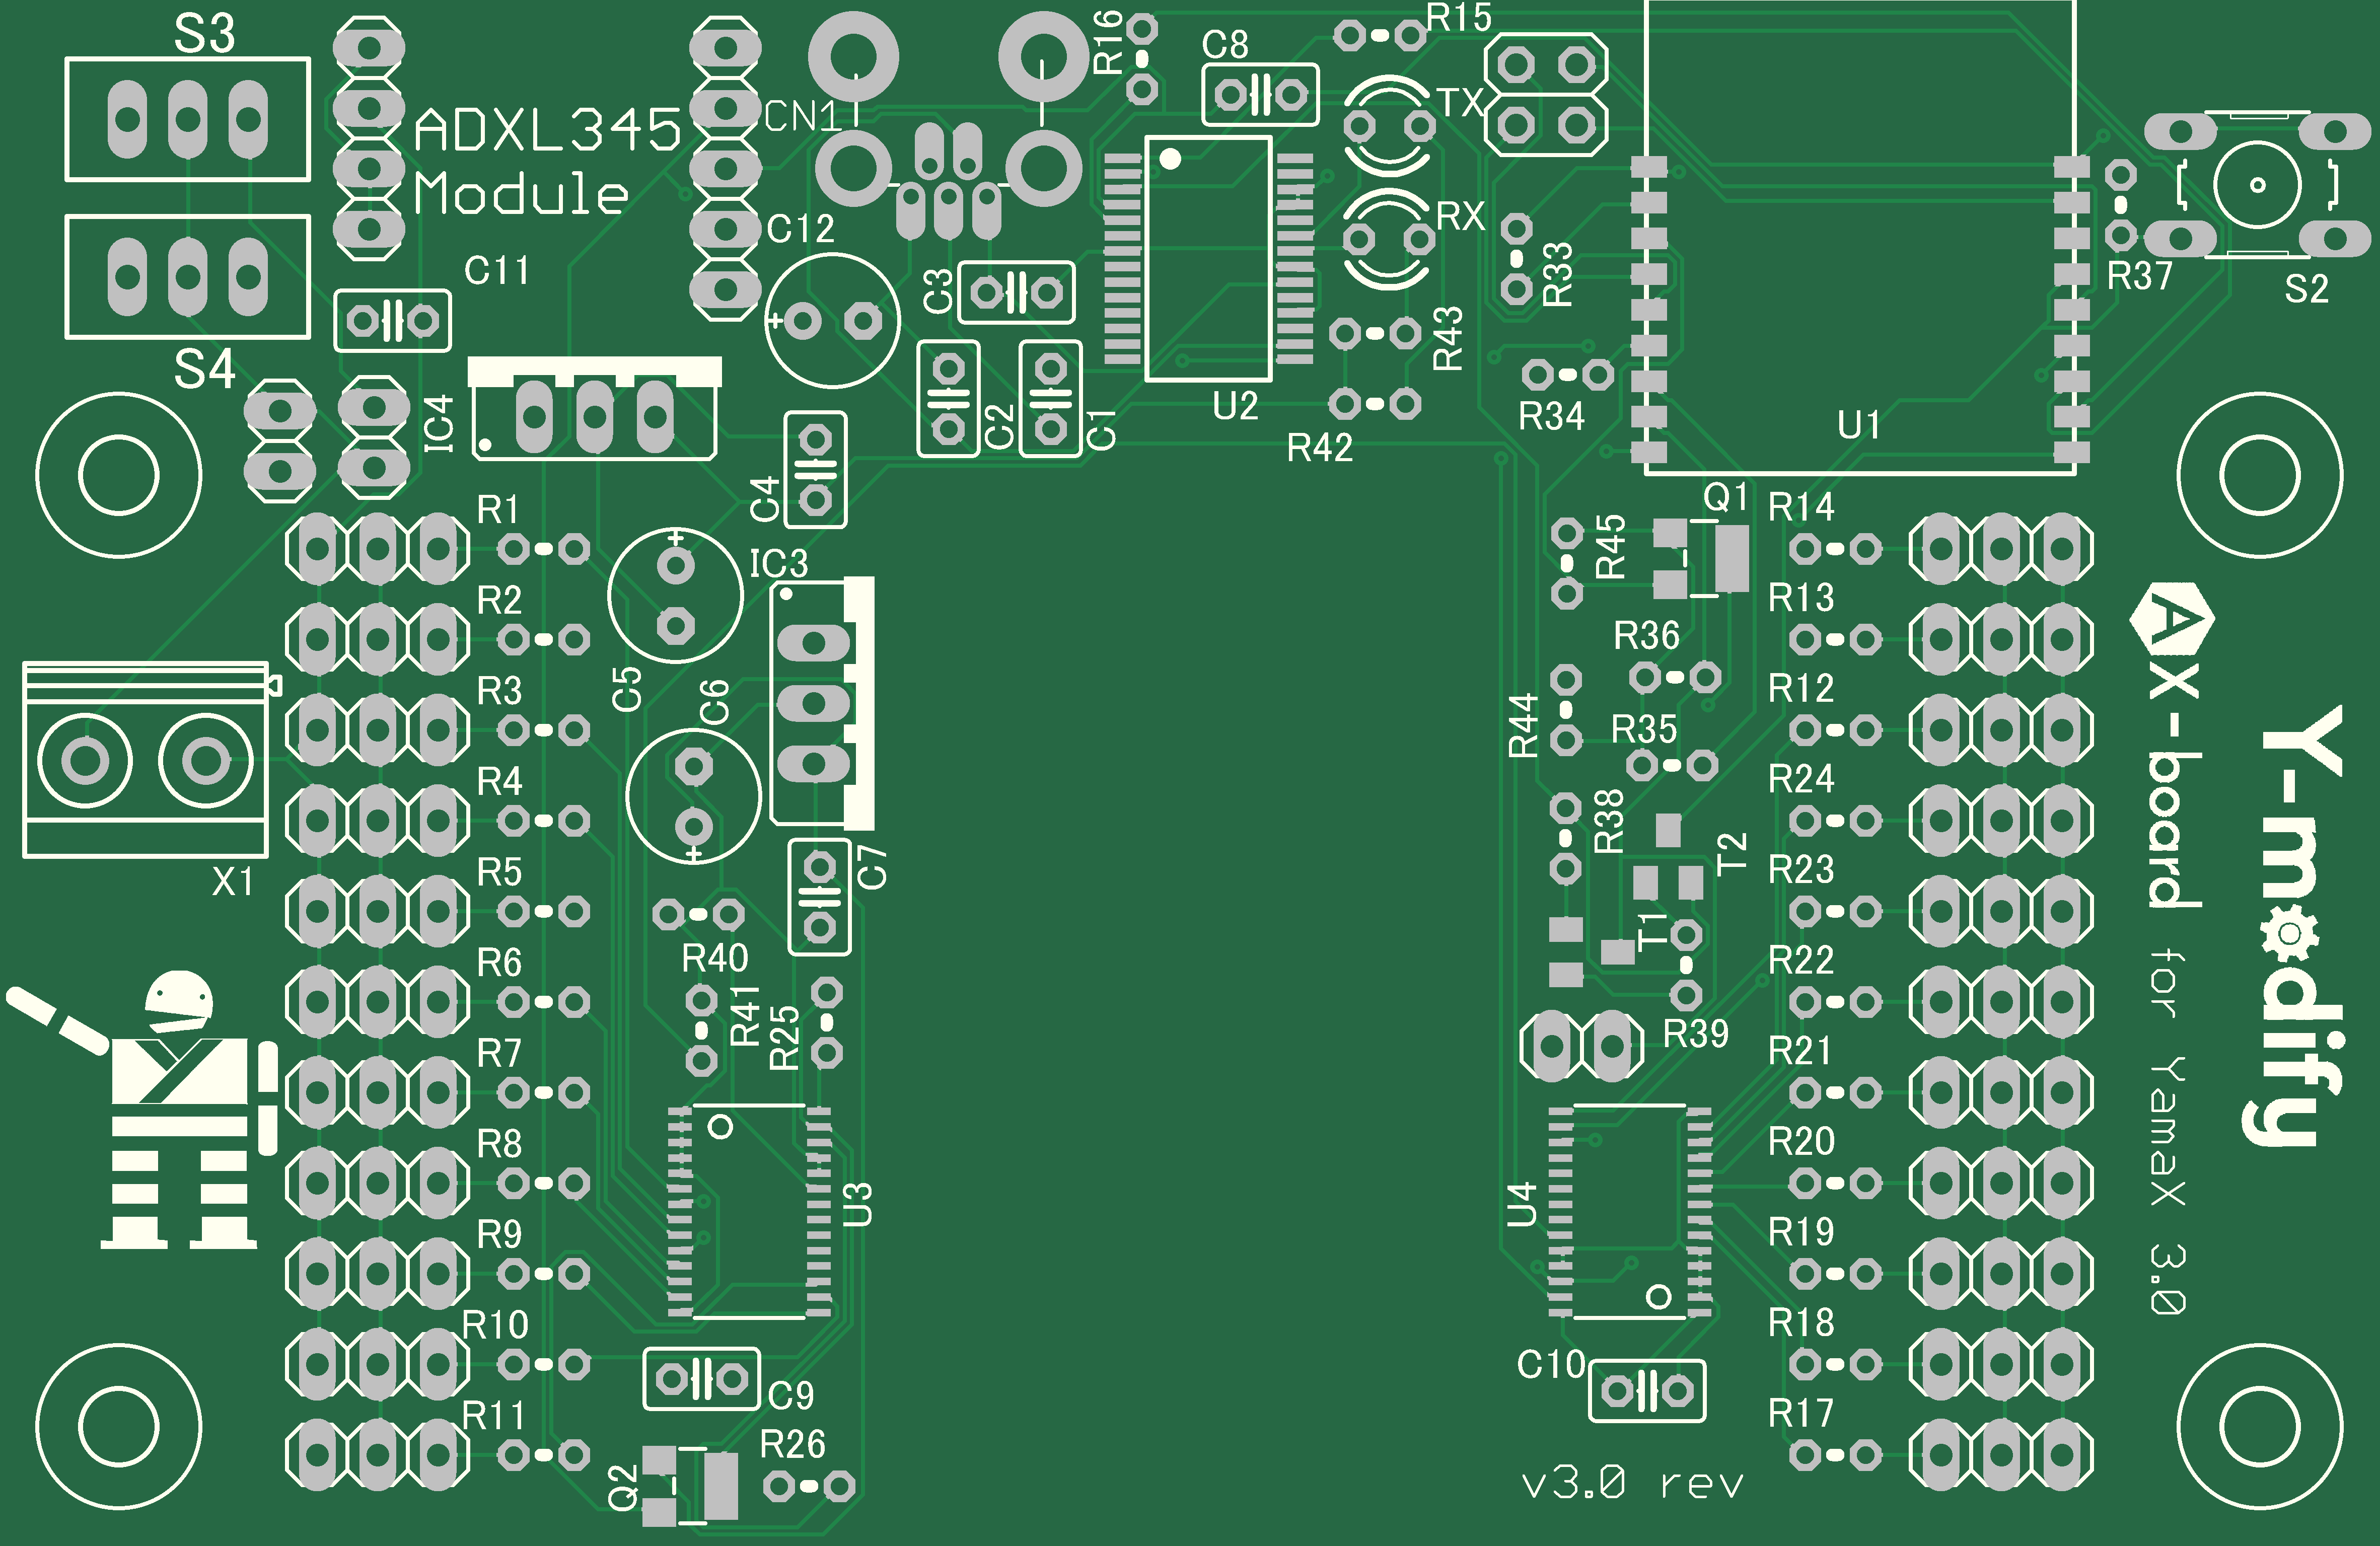 S3
R16
C8
R15
ADXL345
Module
CN1
TX
C12
RX
C11
C3
R33
R37
S2
S4
R43
IC4
C2
C1
U2
R42
R34
U1
C4
R1
Q1
R14
IC3
R45
R2
R13
R36
C5
C6
R3
R44
R35
R12
R4
R38
R24
X1
R5
C7
T2
R23
T1
R40
R6
R22
R41
R25
R39
R7
R21
R8
R20
U3
U4
R9
R19
R10
R18
C10
C9
R11
R17
R26
Q2
v3.0 rev
Ax-board for YameX 3.0
Y-modify